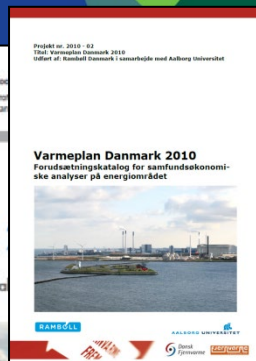 Projekt nr. 2010 - 02
Titel: Varmeplan Danmark 2010
Udført af: Rambøll Danmark i samarbejde med Aalborg Universitet
Varmeplan Danmark 2010
Forudsætningskatalog for samfundsøkonomi-
ske analyser på energiområdet
RAMBØLL
AALBORG UNIVERSITET
Dansk
Fjernvarme